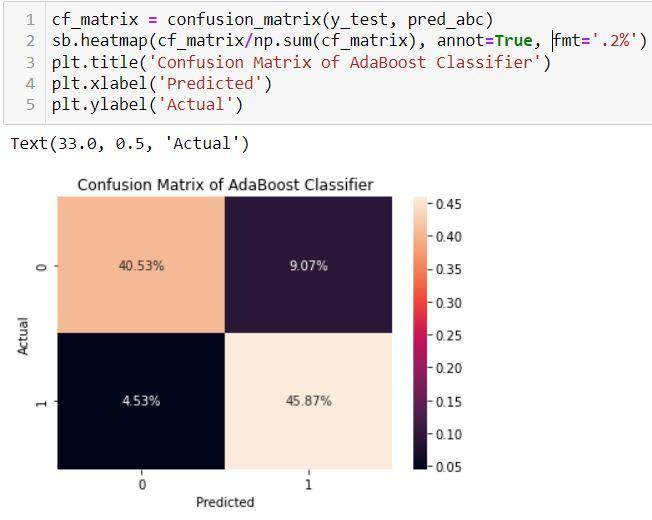 1 cf_matrix = confusion_matrix(y_test, pred_abc)
2 sb.heatmap(cf_matrix/np.sum(cf_matrix), annot=True, fmt='.2%')
3 plt.title('Confusion Matrix of AdaBoost Classifier')
4 plt.xlabel('Predicted')
5 plt.ylabel('Actual')
Text(33.0, 0.5, 'Actual')
Confusion Matrix of AdaBoost Classifier
0.45
0.40
0.35
0.30
0.25
0.20
0.15
0.10
0.05
Actual
0
40.53%
9.07%
1
4.53%
45.87%
0
1
Predicted